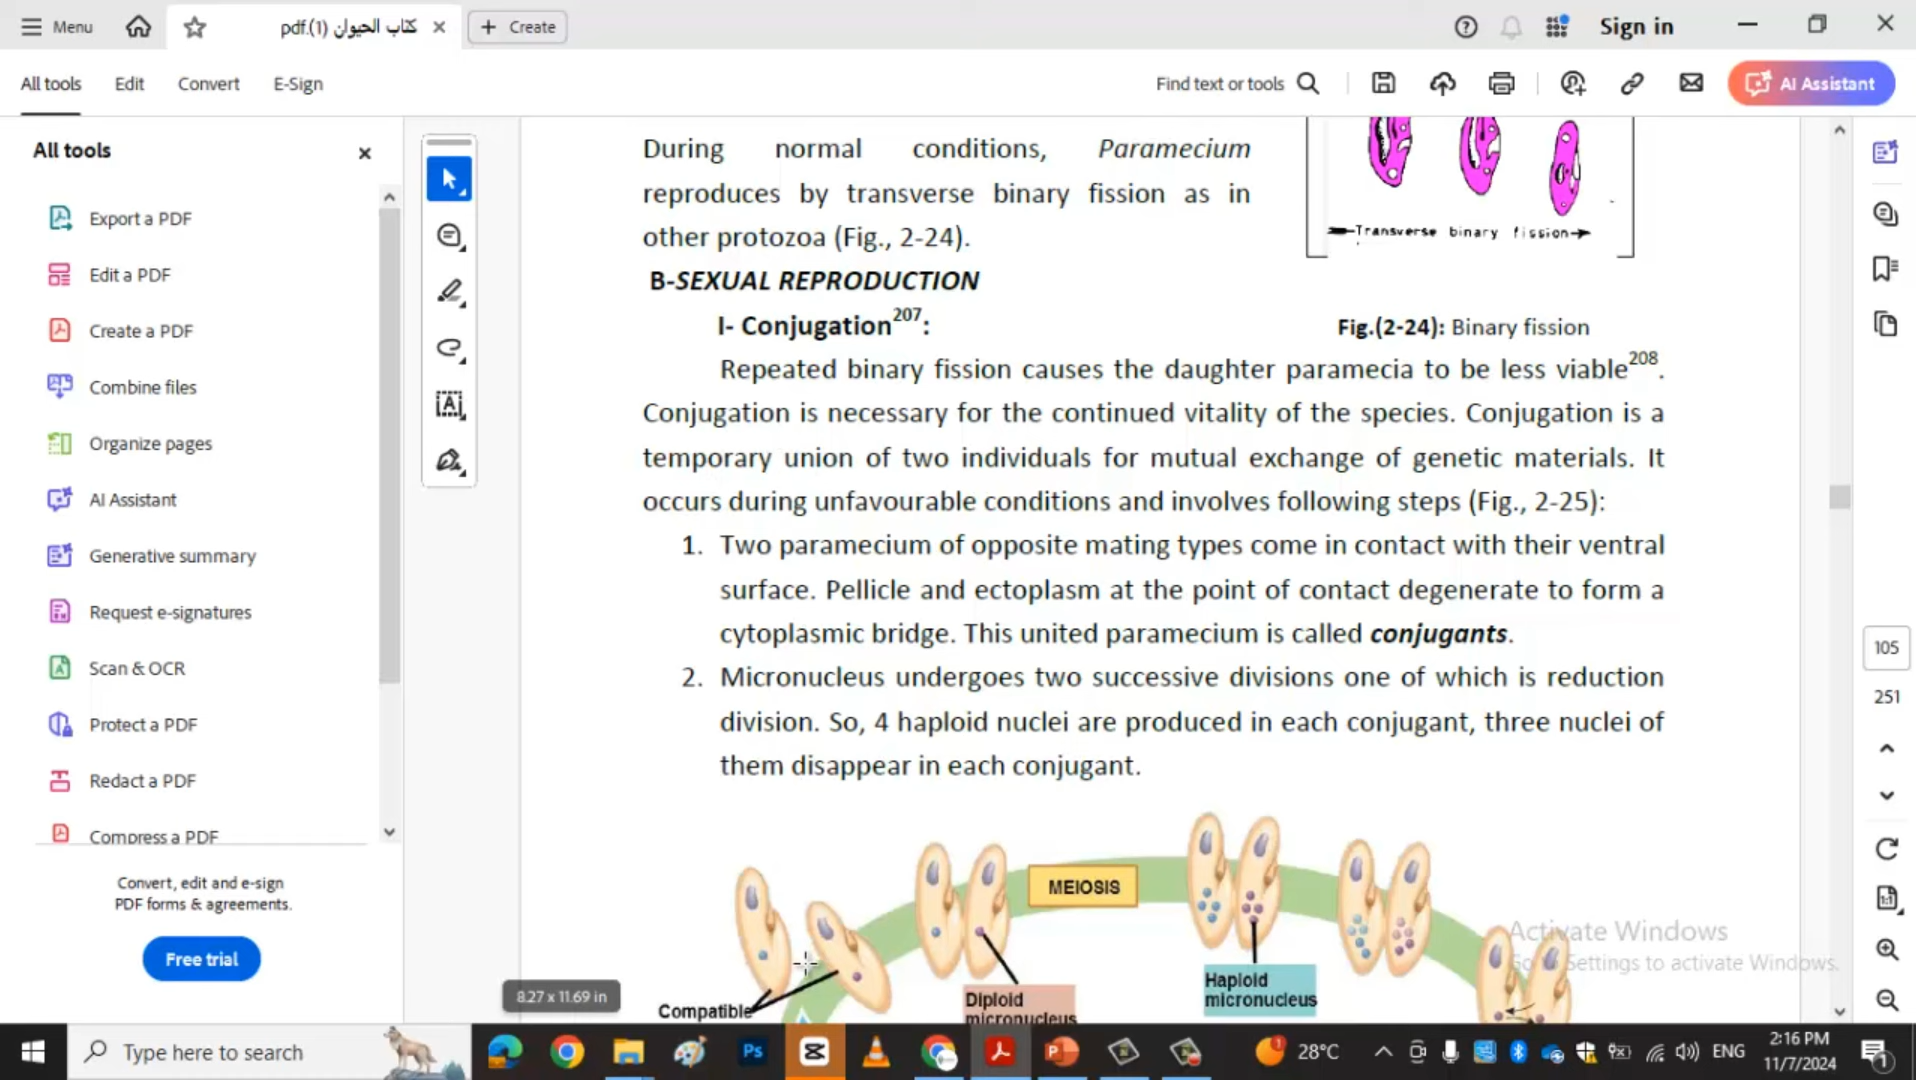 Menu
كتاب الحيوان (1).pdf
Create
Sign in
All tools
Edit
Convert
E-Sign
Find text or tools
AI Assistant
All tools
Export a PDF
Edit a PDF
Create a PDF
Combine files
Organize pages
AI Assistant
Generative summary
Request e-signatures
Scan & OCR
Protect a PDF
Redact a PDF
Compress a PDF
Convert, edit and e-sign
PDF forms & agreements.
Free trial
During normal conditions, Paramecium
reproduces by transverse binary fission as in
other protozoa (Fig., 2-24).
Transverse binary fission
B-SEXUAL REPRODUCTION
I- Conjugation207:
Fig.(2-24): Binary fission
Repeated binary fission causes the daughter paramecia to be less viable208.
Conjugation is necessary for the continued vitality of the species. Conjugation is a
temporary union of two individuals for mutual exchange of genetic materials. It
occurs during unfavourable conditions and involves following steps (Fig., 2-25):
1. Two paramecium of opposite mating types come in contact with their ventral
surface. Pellicle and ectoplasm at the point of contact degenerate to form a
cytoplasmic bridge. This united paramecium is called conjugants.
2. Micronucleus undergoes two successive divisions one of which is reduction
division. So, 4 haploid nuclei are produced in each conjugant, three nuclei of
them disappear in each conjugant.
MEIOSIS
Compatible
Diploid
micronucleus
Haploid
micronucleus
Activate Windows
Go to Settings to activate Windows.
8.27 x 11.69 in
105
251
Type here to search
Ps
28°C
ENG
2:16 PM
11/7/2024
1